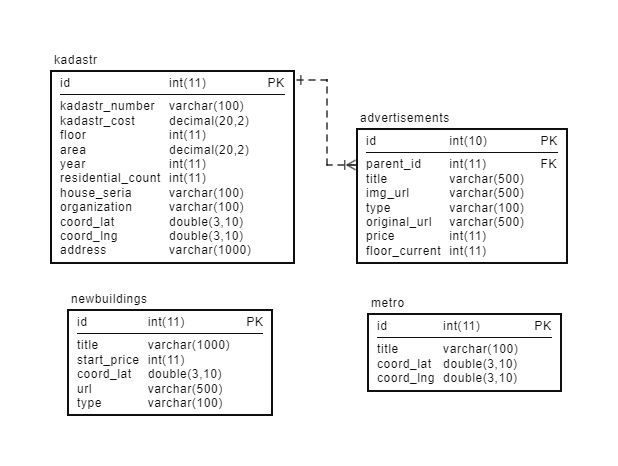 kadastr
id int(11) PK
kadastr_number varchar(100)
kadastr_cost decimal(20,2)
floor int(11)
area decimal(20,2)
year int(11)
residential_count int(11)
house_seria varchar(100)
organization varchar(100)
coord_lat double(3,10)
coord_lng double(3,10)
address varchar(1000)
advertisements
id int(10) PK
parent_id int(11) FK
title varchar(500)
img_url varchar(500)
type varchar(100)
original_url varchar(500)
price int(11)
floor_current int(11)
newbuildings
id int(11) PK
title varchar(1000)
start_price int(11)
coord_lat double(3,10)
url varchar(500)
type varchar(100)
metro
id int(11) PK
title varchar(100)
coord_lat double(3,10)
coord_lng double(3,10)